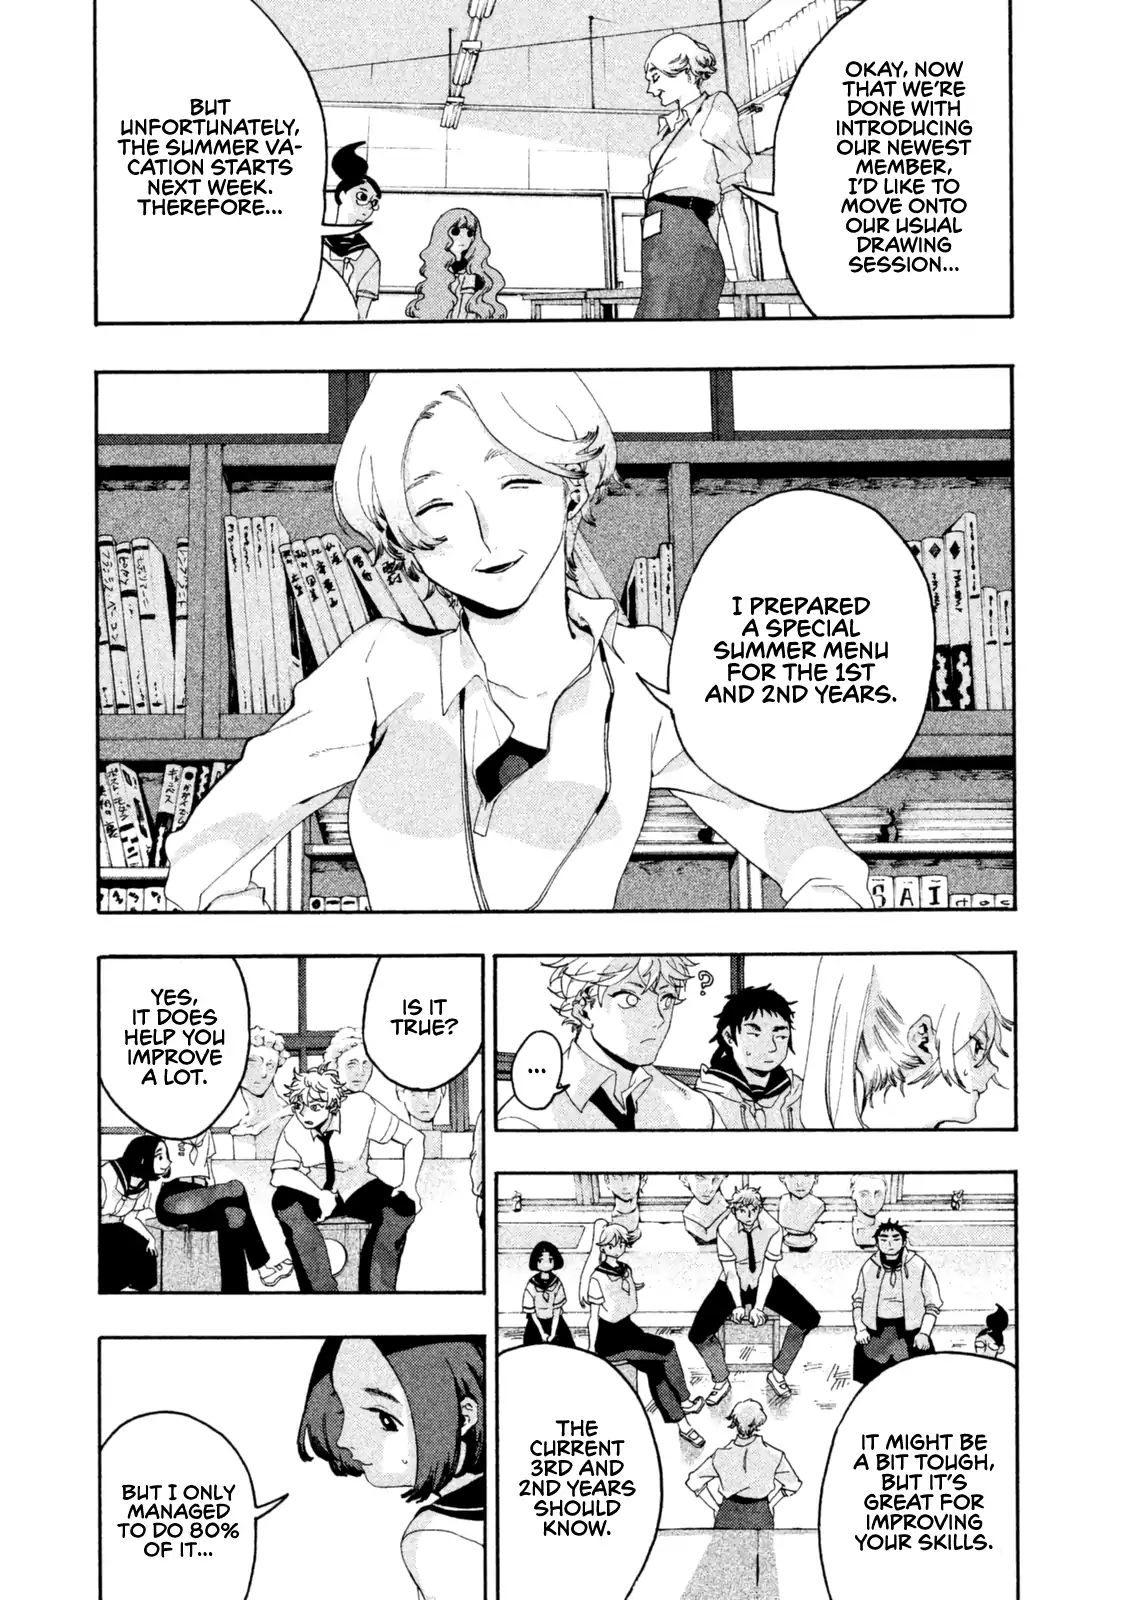 OKAY, NOW
THAT WE'RE
DONE WITH
INTRODUCING
OUR NEWEST
MEMBER,
I'D LIKE TO
MOVE ONTO
OUR USUAL
DRAWING
SESSION...
BUT
UNFORTUNATELY,
THE SUMMER VA-
CATION STARTS
NEXT WEEK.
THEREFORE...
I PREPARED
A SPECIAL
SUMMER MENU
FOR THE 1ST
AND 2ND YEARS.
SAI
?
...
IT MIGHT BE
A BIT TOUGH,
BUT IT'S
GREAT FOR
IMPROVING
YOUR SKILLS.
THE
CURRENT
3RD AND
2ND YEARS
SHOULD
KNOW.
IS IT
TRUE?
YES,
IT DOES
HELP YOU
IMPROVE
A LOT.
BUT I ONLY
MANAGED
TO DO 80%
OF IT...